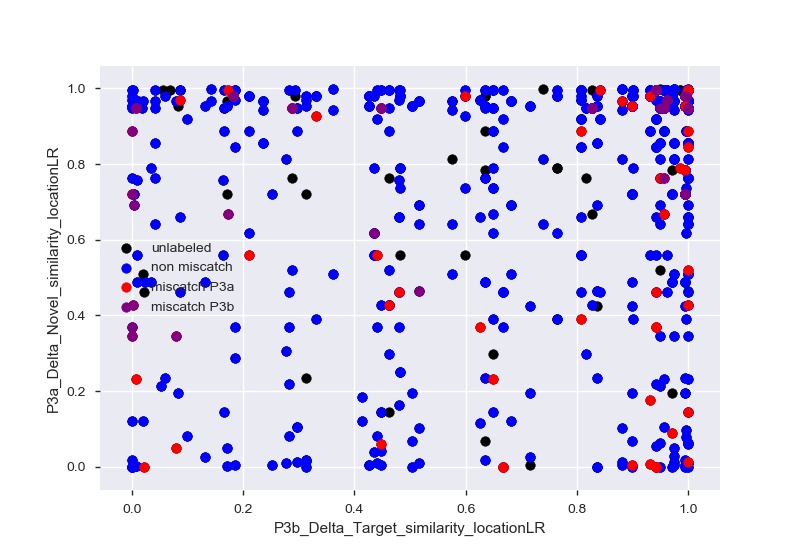 P3a_Delta_Novel_similarity_locationLR
1.0
0.8
0.6
0.4
0.2
0.0
unlabeled
non miscatch
miscatch P3a
miscatch P3b
0.0 0.2 0.4 0.6 0.8 1.0
P3b_Delta_Target_similarity_locationLR